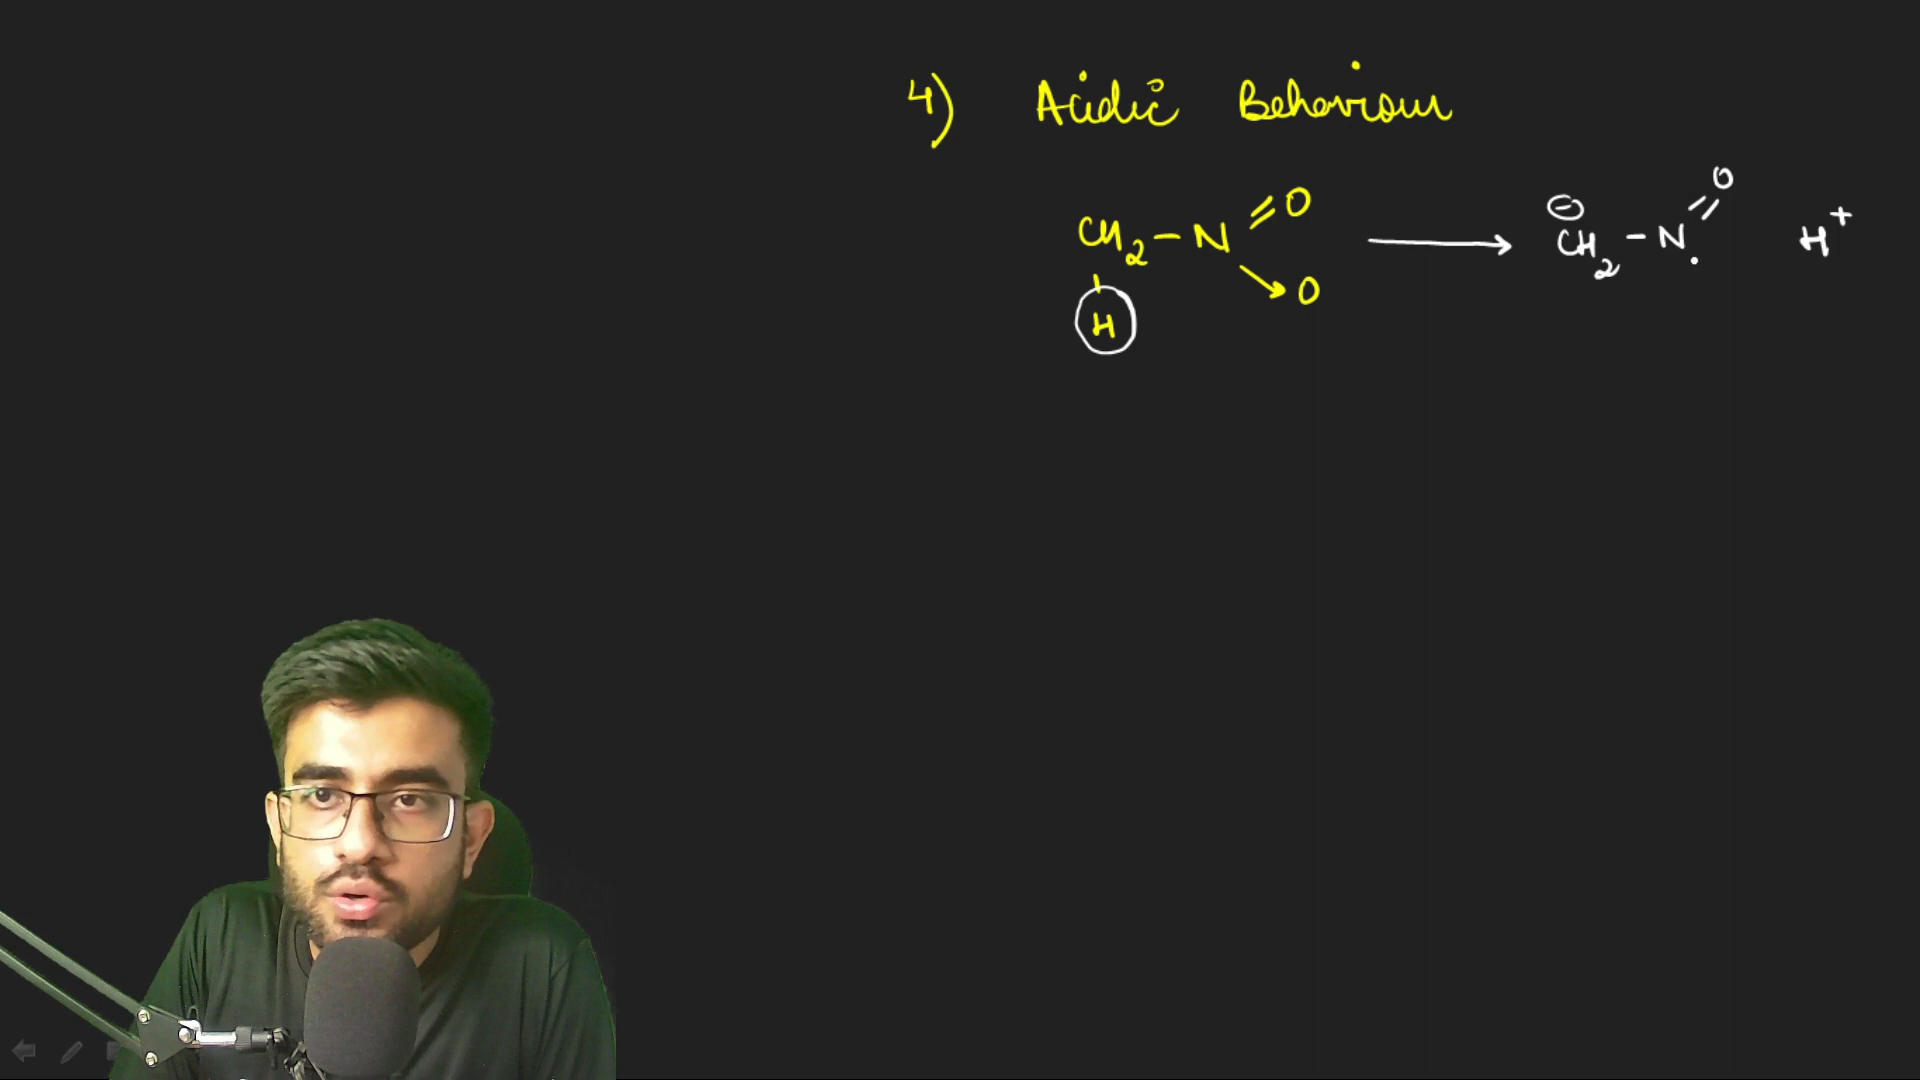 4) Acidic Behaviour
CH₂ – N = O → O ⟶ ⊖ CH₂ – N = O H⁺
H